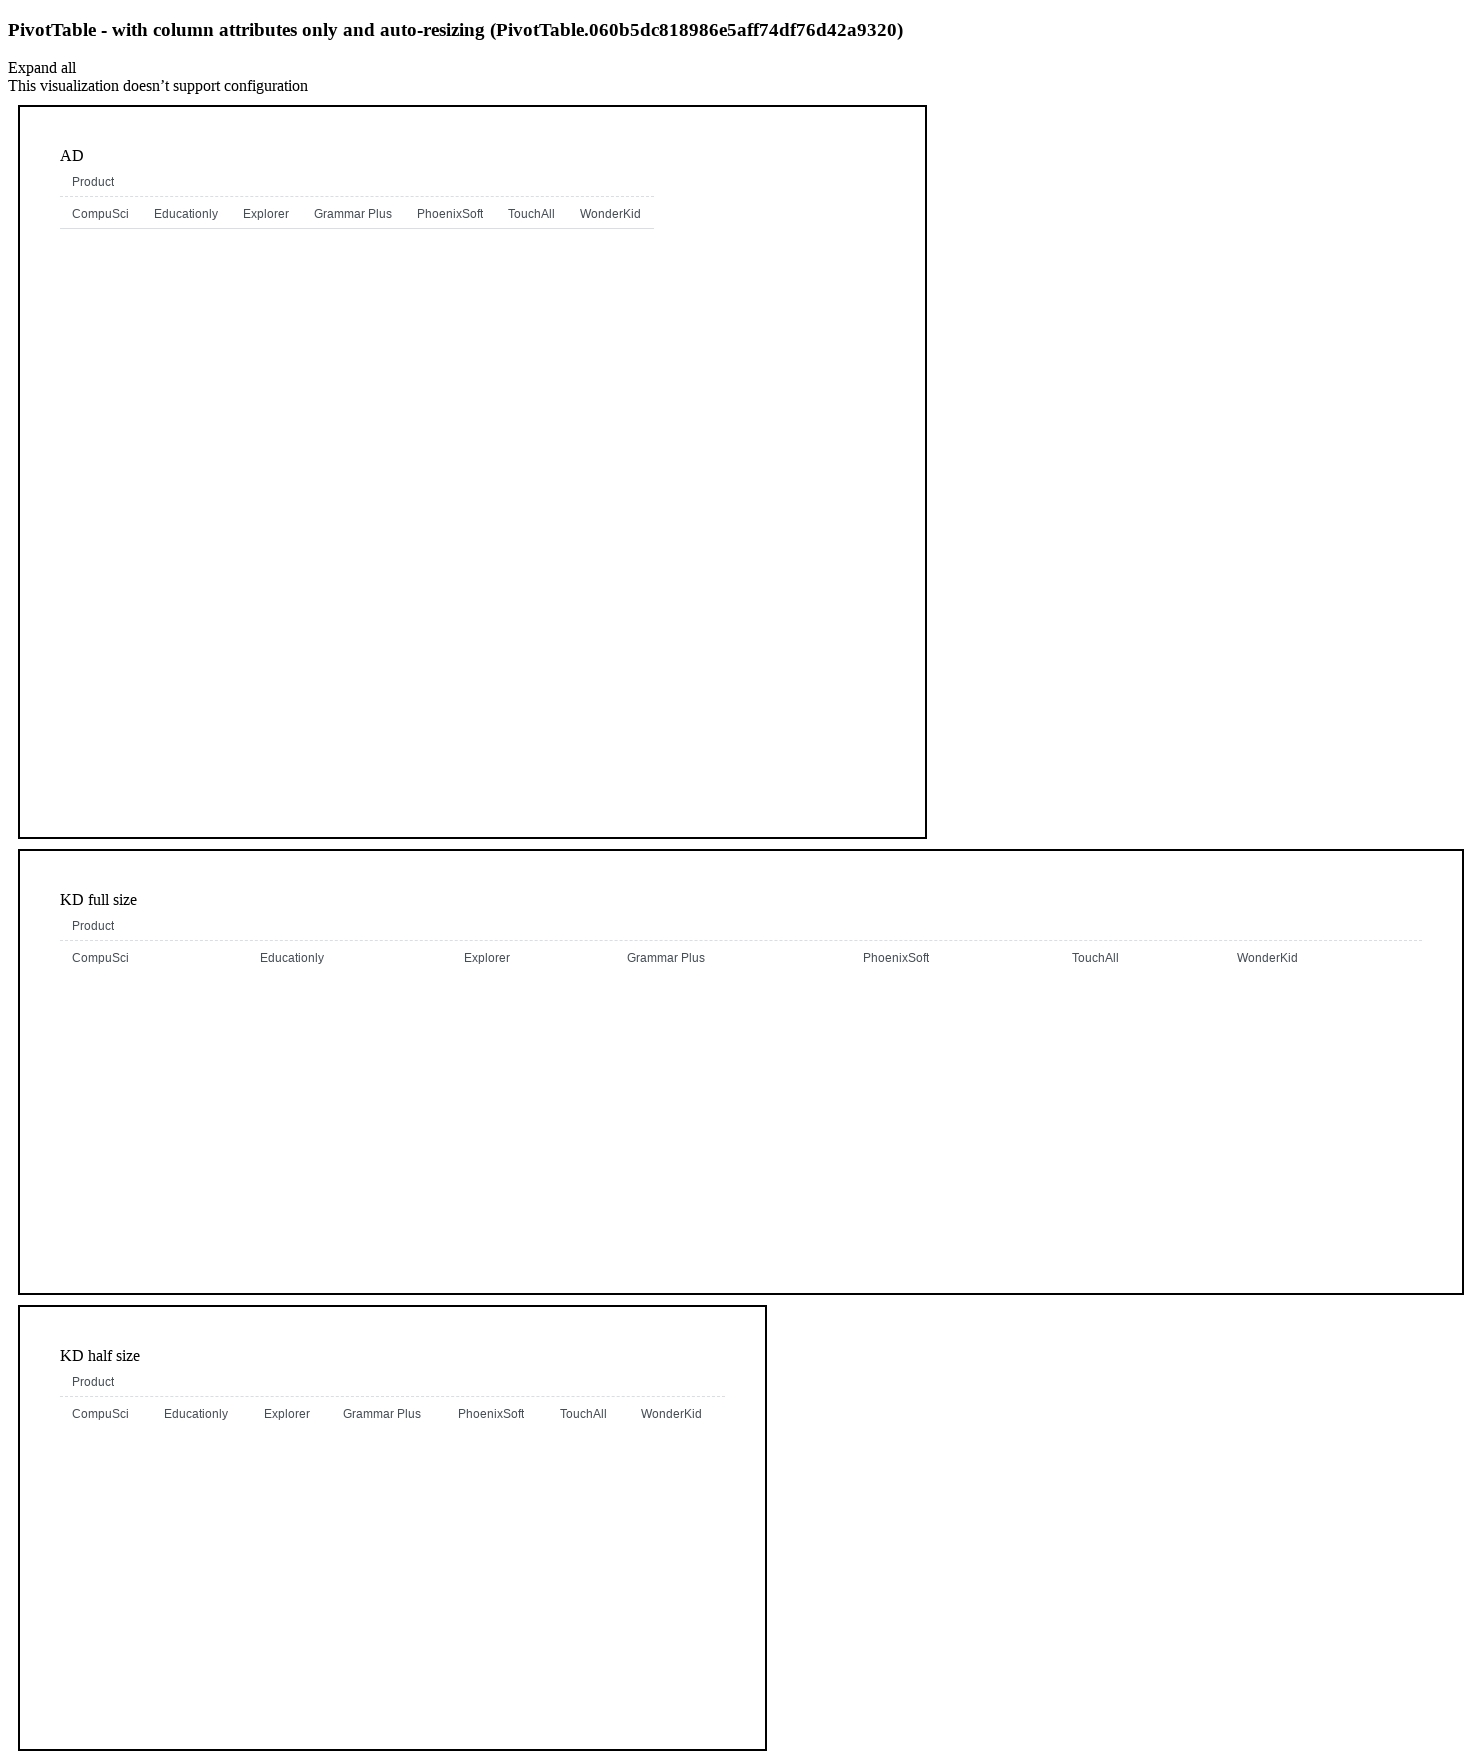 PivotTable - with column attributes only and auto-resizing (PivotTable.060b5dc818986e5aff74df76d42a9320)
Expand all
This visualization doesn’t support configuration
AD
Product
CompuSci Educationly Explorer Grammar Plus PhoenixSoft TouchAll WonderKid
KD full size
Product
CompuSci Educationly Explorer Grammar Plus PhoenixSoft TouchAll WonderKid
KD half size
Product
CompuSci Educationly Explorer Grammar Plus PhoenixSoft TouchAll WonderKid